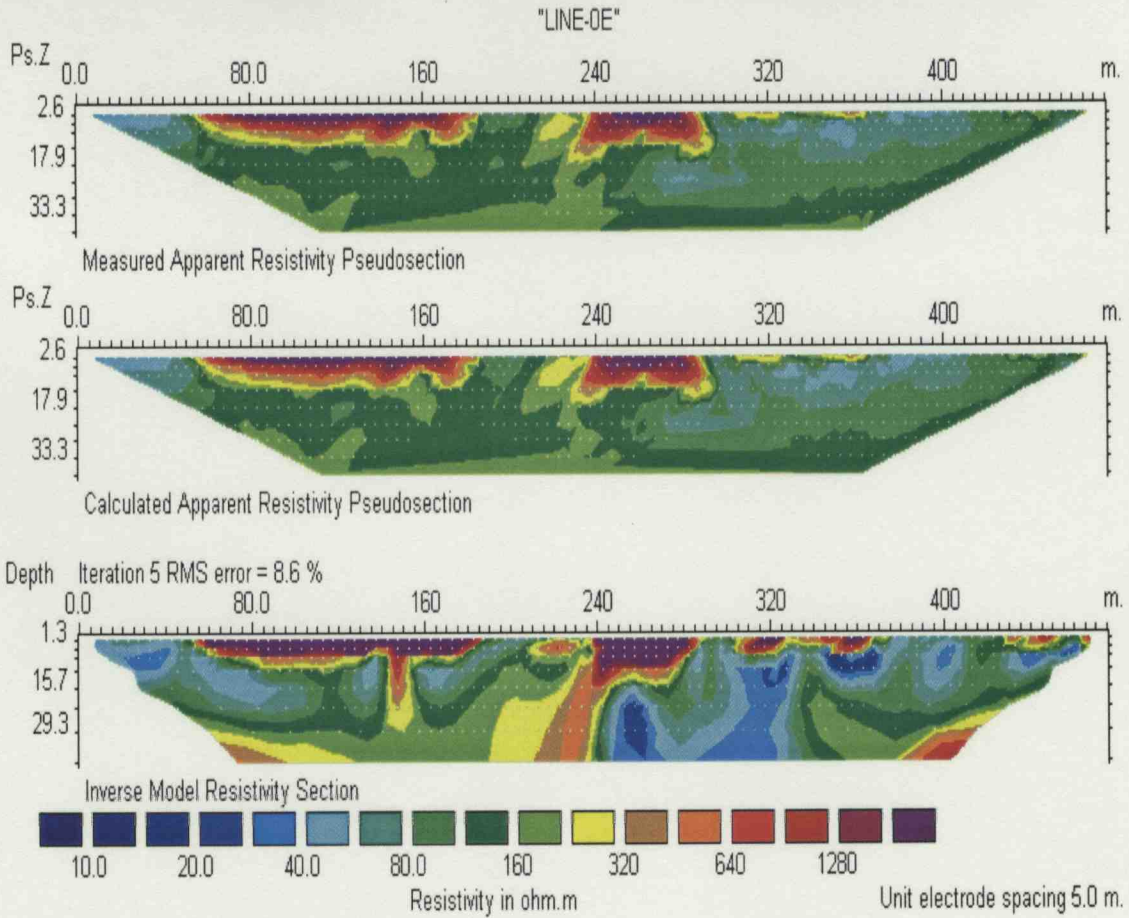 "LINE-0E"
Ps.Z
0.0 80.0 160 240 320 400 m.
2.6
17.9
33.3
Measured Apparent Resistivity Pseudosection
Ps.Z
0.0 80.0 160 240 320 400 m.
2.6
17.9
33.3
Calculated Apparent Resistivity Pseudosection
Depth Iteration 5 RMS error = 8.6 %
0.0 80.0 160 240 320 400 m.
1.3
15.7
29.3
Inverse Model Resistivity Section
10.0 20.0 40.0 80.0 160 320 640 1280
Resistivity in ohm.m Unit electrode spacing 5.0 m.